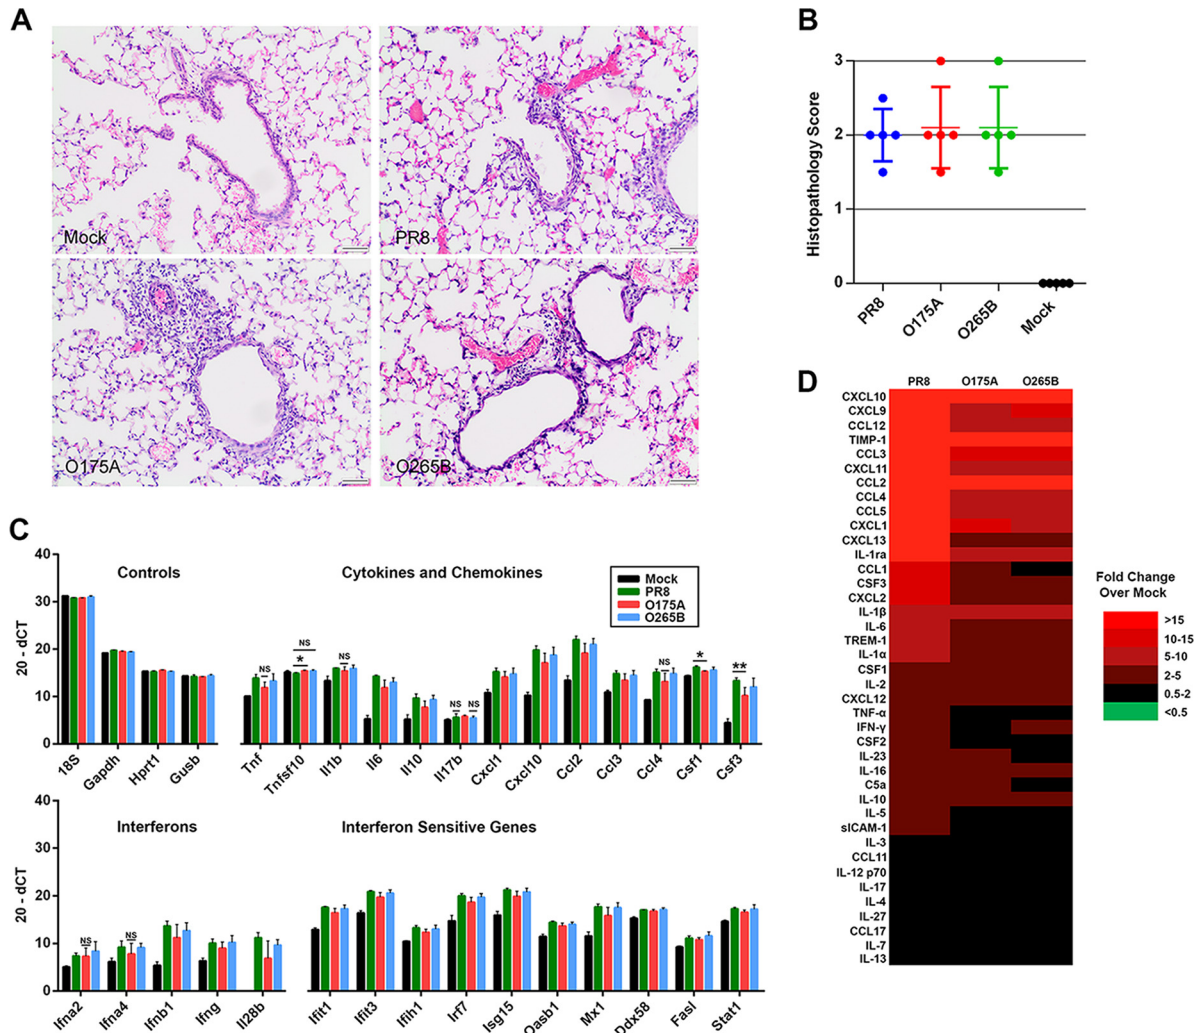 A
Mock
PR8
O175A
O265B
B
Histopathology Score
3
2
1
0
PR8
O175A
O265B
Mock
C
20 - dCT
40
30
20
10
0
Controls
Cytokines and Chemokines
Mock
PR8
O175A
O265B
NS
NS
*
NS
NS
NS
NS
*
**
18S
Gapdh
Hprt1
Gusb
Tnf
Tnfsf10
Il1b
Il6
Il10
Il17b
Cxcl1
Cxcl10
Ccl2
Ccl3
Ccl4
Csf1
Csf3
20 - dCT
40
30
20
10
0
Interferons
Interferon Sensitive Genes
NS
NS
Ifna2
Ifna4
Ifnb1
Ifng
Il28b
Ifit1
Ifit3
Ifih1
Irf7
Isg15
Oasb1
Mx1
Ddx58
Fasl
Stat1
D
PR8 O175A O265B
CXCL10
CXCL9
CCL12
TIMP-1
CCL3
CXCL11
CCL2
CCL4
CCL5
CXCL1
CXCL13
IL-1ra
CCL1
CSF3
CXCL2
IL-1β
IL-6
TREM-1
IL-1α
CSF1
IL-2
CXCL12
TNF-α
IFN-γ
CSF2
IL-23
IL-16
C5a
IL-10
IL-5
sICAM-1
IL-3
CCL11
IL-12 p70
IL-17
IL-4
IL-27
CCL17
IL-7
IL-13
Fold Change
Over Mock
>15
10-15
5-10
2-5
0.5-2
<0.5